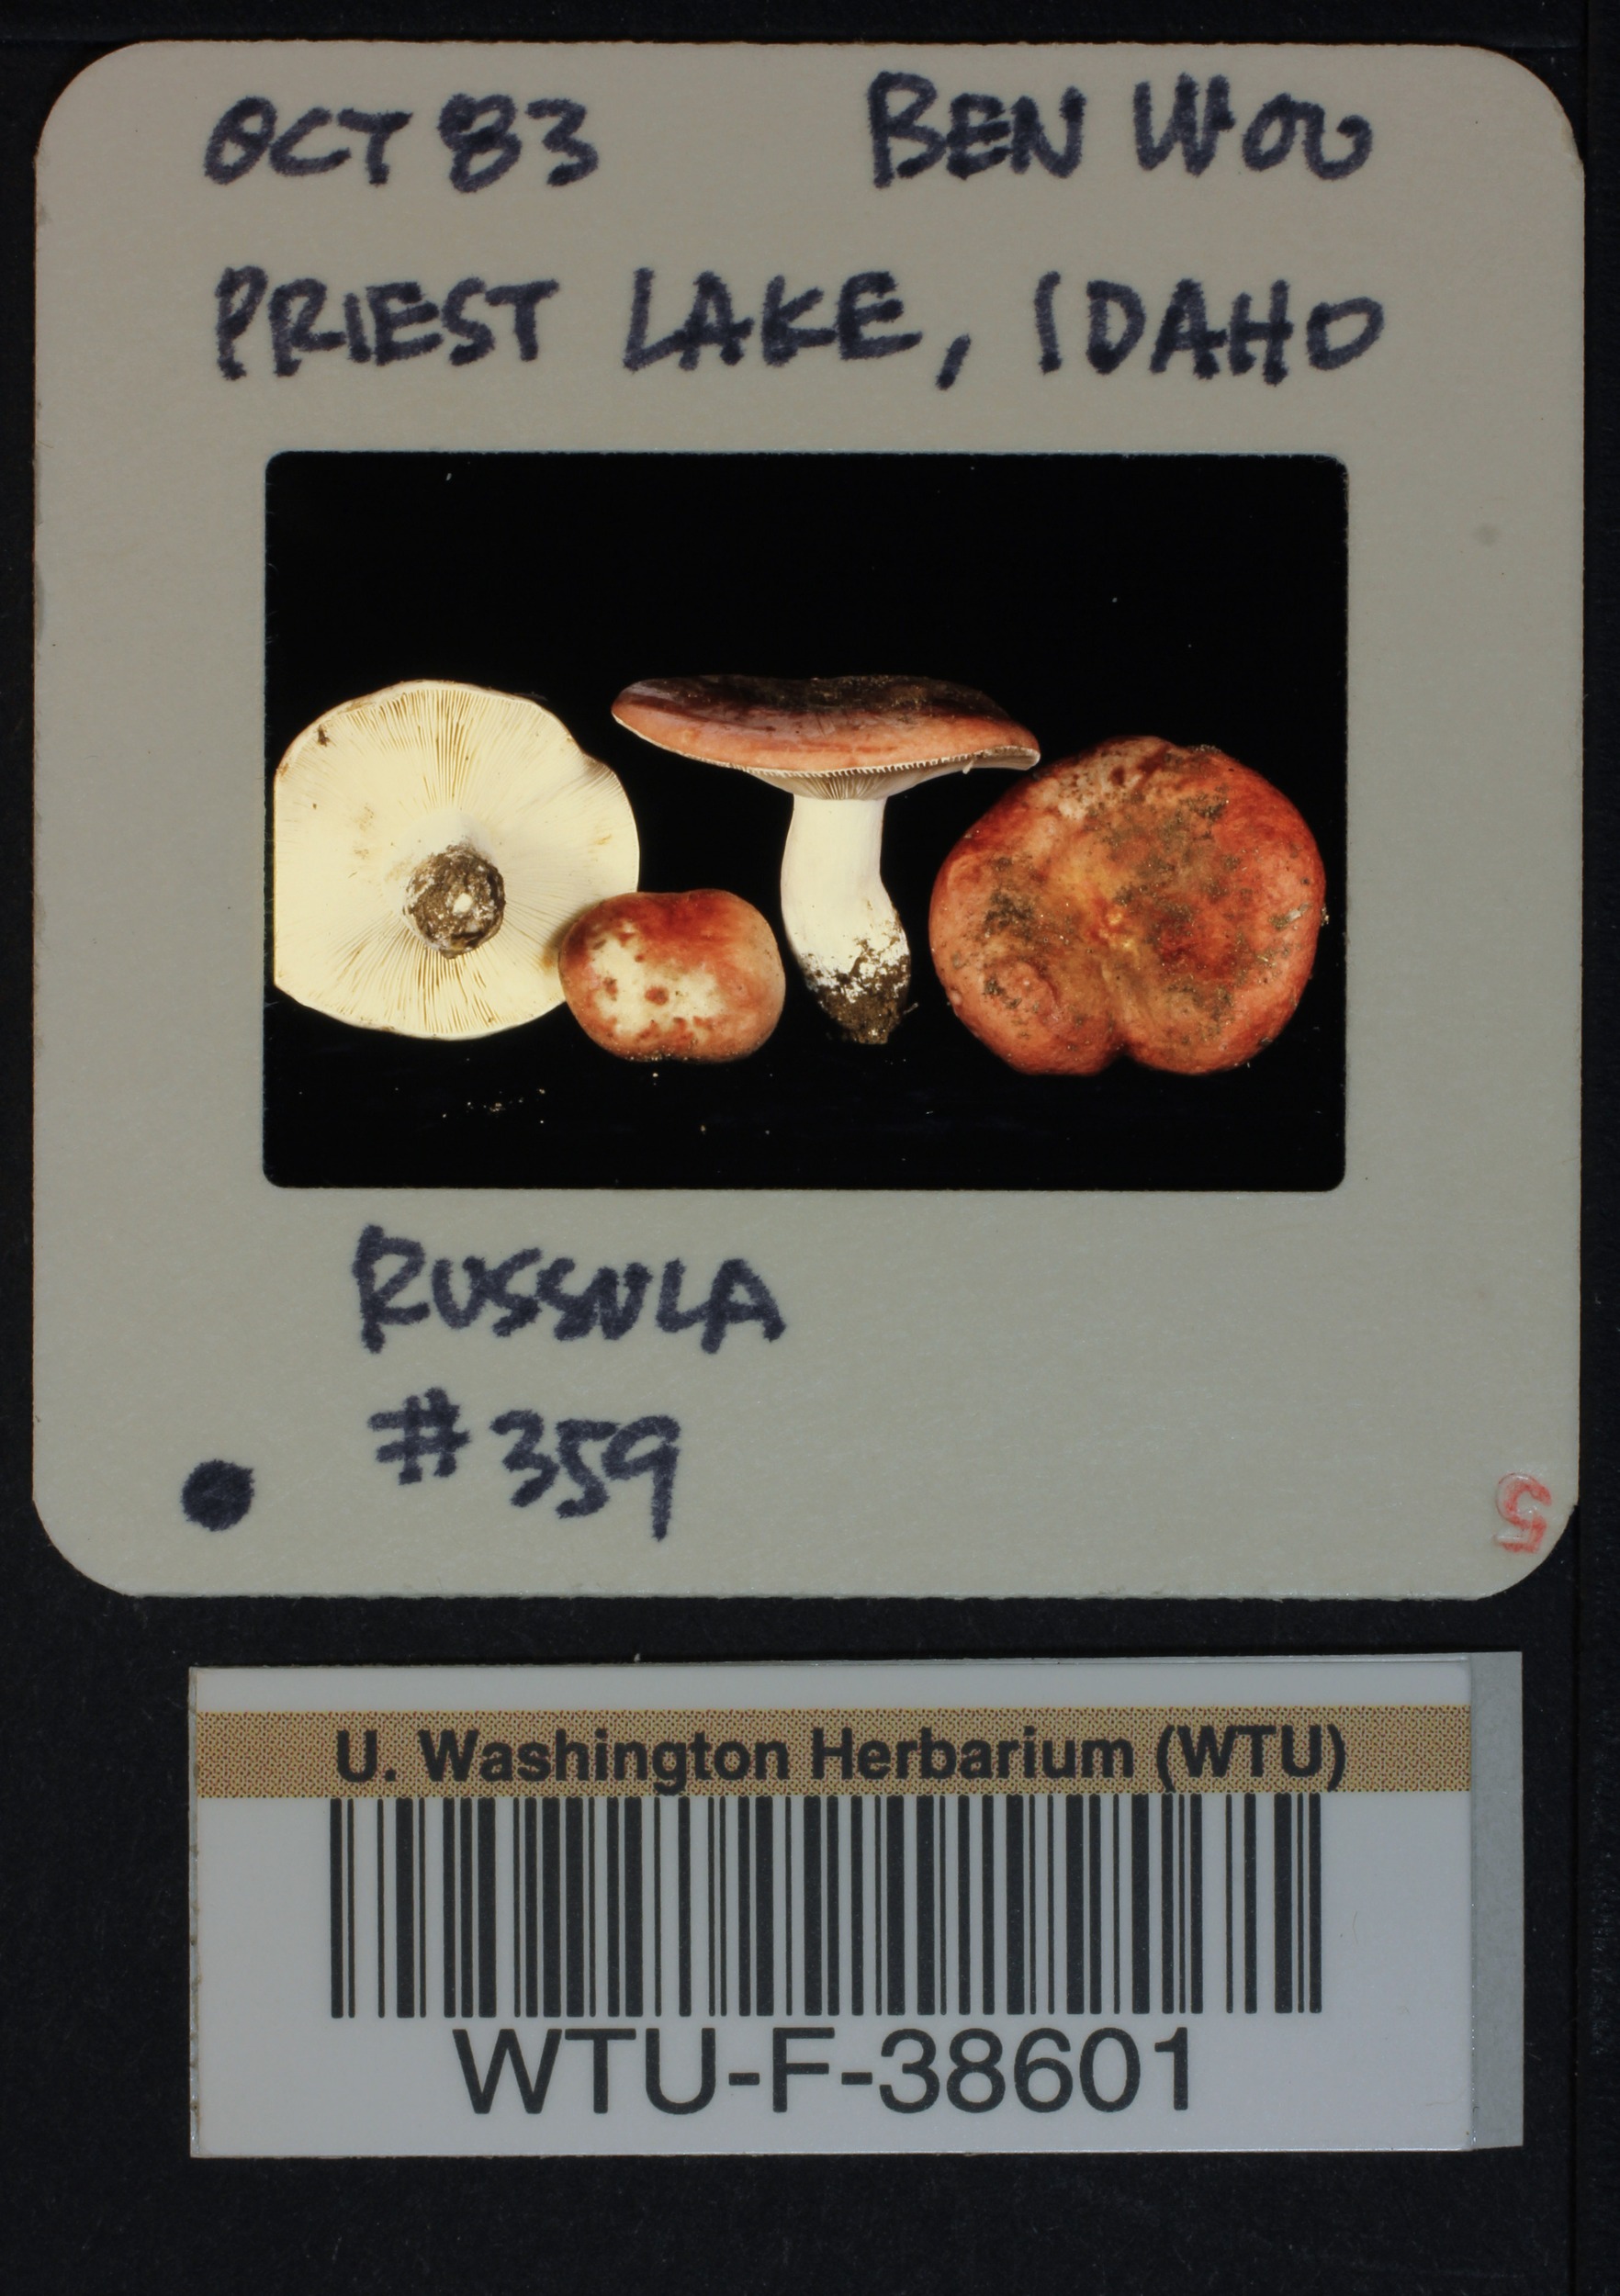 OCT 83 BEN WOO
PRIEST LAKE, IDAHO
RUSSULA
#359
5
U. Washington Herbarium (WTU)
WTU-F-38601